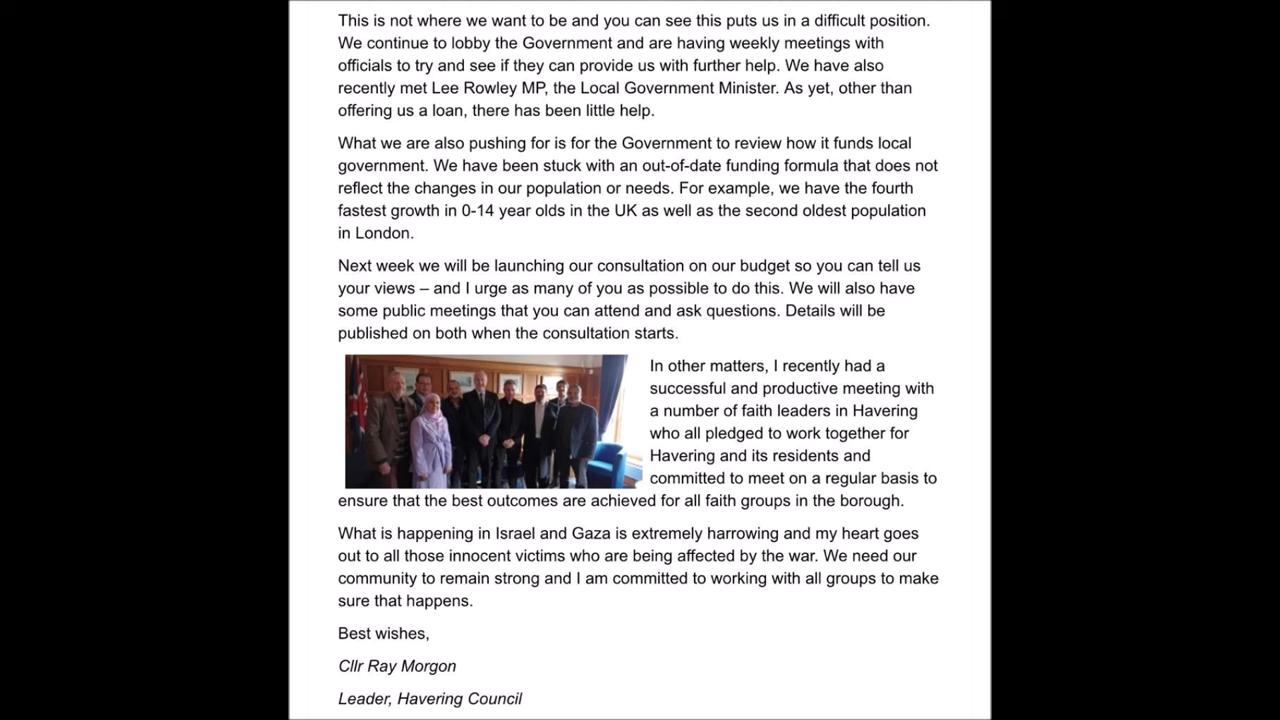 This is not where we want to be and you can see this puts us in a difficult position.
We continue to lobby the Government and are having weekly meetings with
officials to try and see if they can provide us with further help. We have also
recently met Lee Rowley MP, the Local Government Minister. As yet, other than
offering us a loan, there has been little help.
What we are also pushing for is for the Government to review how it funds local
government. We have been stuck with an out-of-date funding formula that does not
reflect the changes in our population or needs. For example, we have the fourth
fastest growth in 0-14 year olds in the UK as well as the second oldest population
in London.
Next week we will be launching our consultation on our budget so you can tell us
your views – and I urge as many of you as possible to do this. We will also have
some public meetings that you can attend and ask questions. Details will be
published on both when the consultation starts.
In other matters, I recently had a
successful and productive meeting with
a number of faith leaders in Havering
who all pledged to work together for
Havering and its residents and
committed to meet on a regular basis to
ensure that the best outcomes are achieved for all faith groups in the borough.
What is happening in Israel and Gaza is extremely harrowing and my heart goes
out to all those innocent victims who are being affected by the war. We need our
community to remain strong and I am committed to working with all groups to make
sure that happens.
Best wishes,
Cllr Ray Morgon
Leader, Havering Council